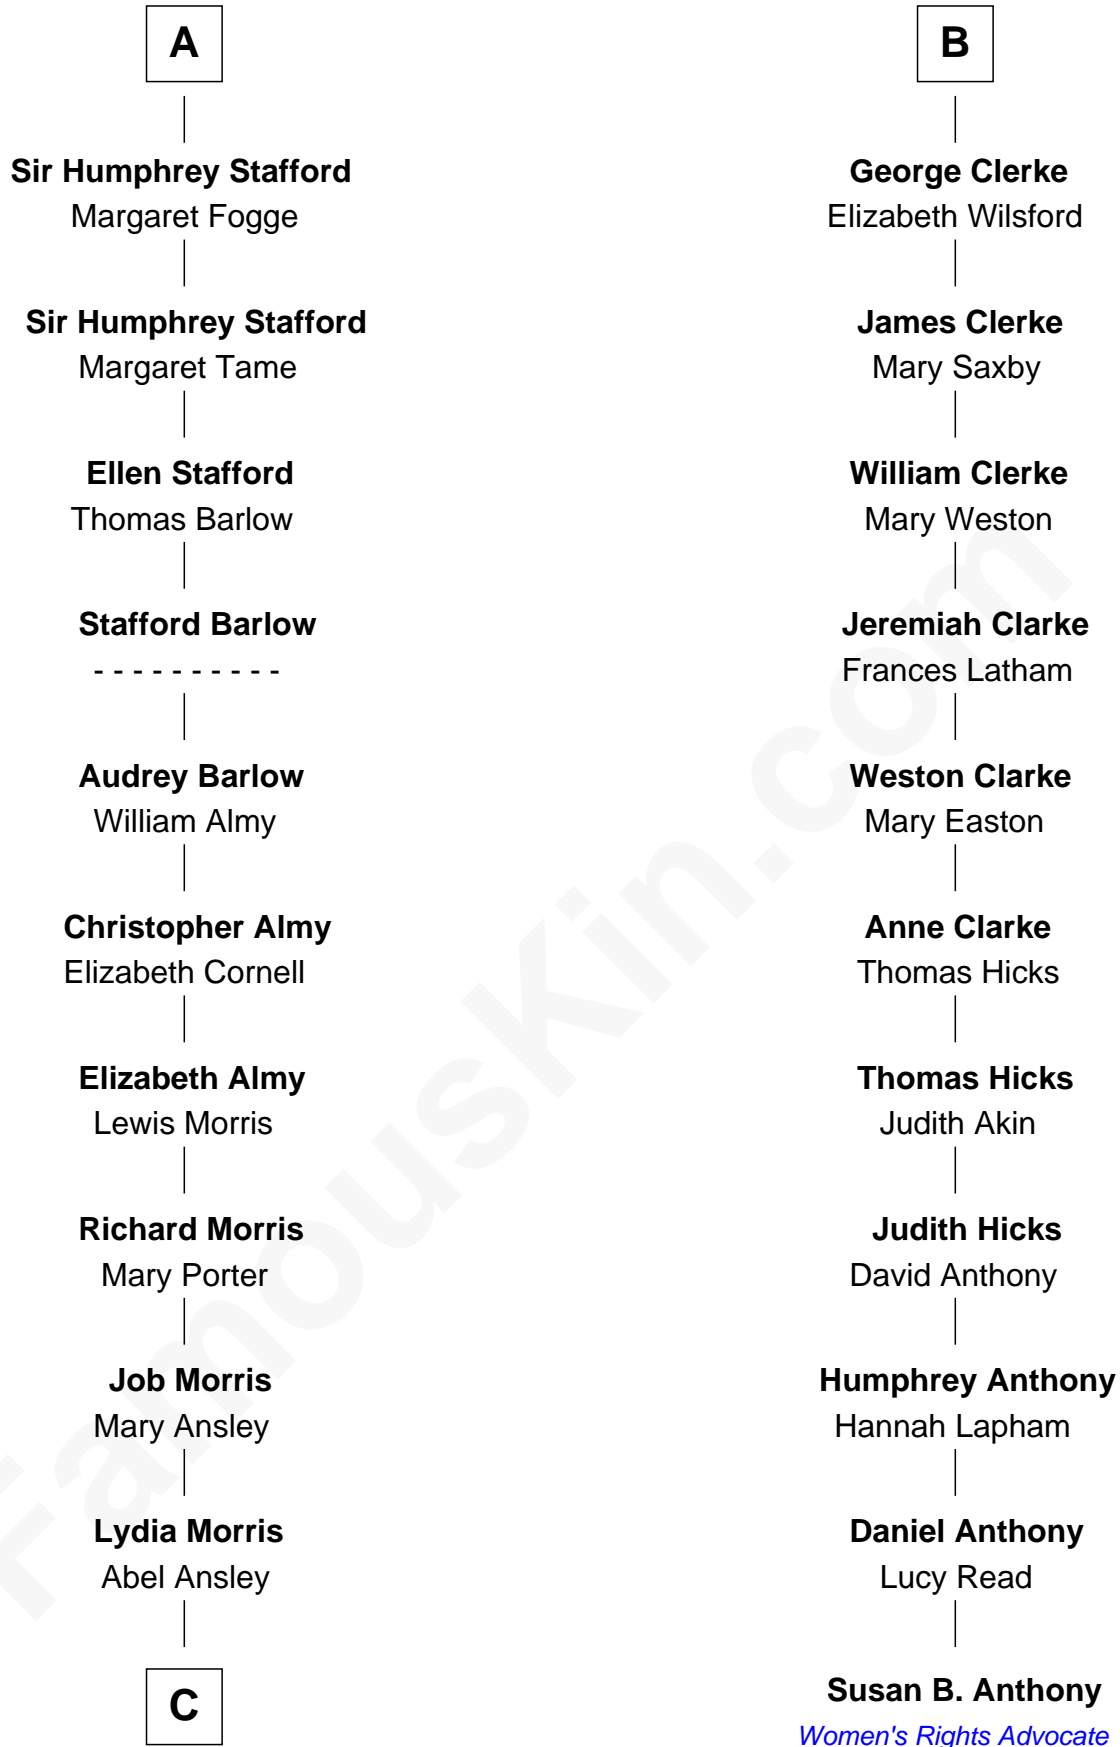 A
Sir Humphrey Stafford
Margaret Fogge
Sir Humphrey Stafford
Margaret Tame
Ellen Stafford
Thomas Barlow
Stafford Barlow
- - - - - - - - - -
Audrey Barlow
William Almy
Christopher Almy
Elizabeth Cornell
Elizabeth Almy
Lewis Morris
Richard Morris
Mary Porter
Job Morris
Mary Ansley
Lydia Morris
Abel Ansley
C
B
George Clerke
Elizabeth Wilsford
James Clerke
Mary Saxby
William Clerke
Mary Weston
Jeremiah Clarke
Frances Latham
Weston Clarke
Mary Easton
Anne Clarke
Thomas Hicks
Thomas Hicks
Judith Akin
Judith Hicks
David Anthony
Humphrey Anthony
Hannah Lapham
Daniel Anthony
Lucy Read
Susan B. Anthony
Women's Rights Advocate
FamousKin.com